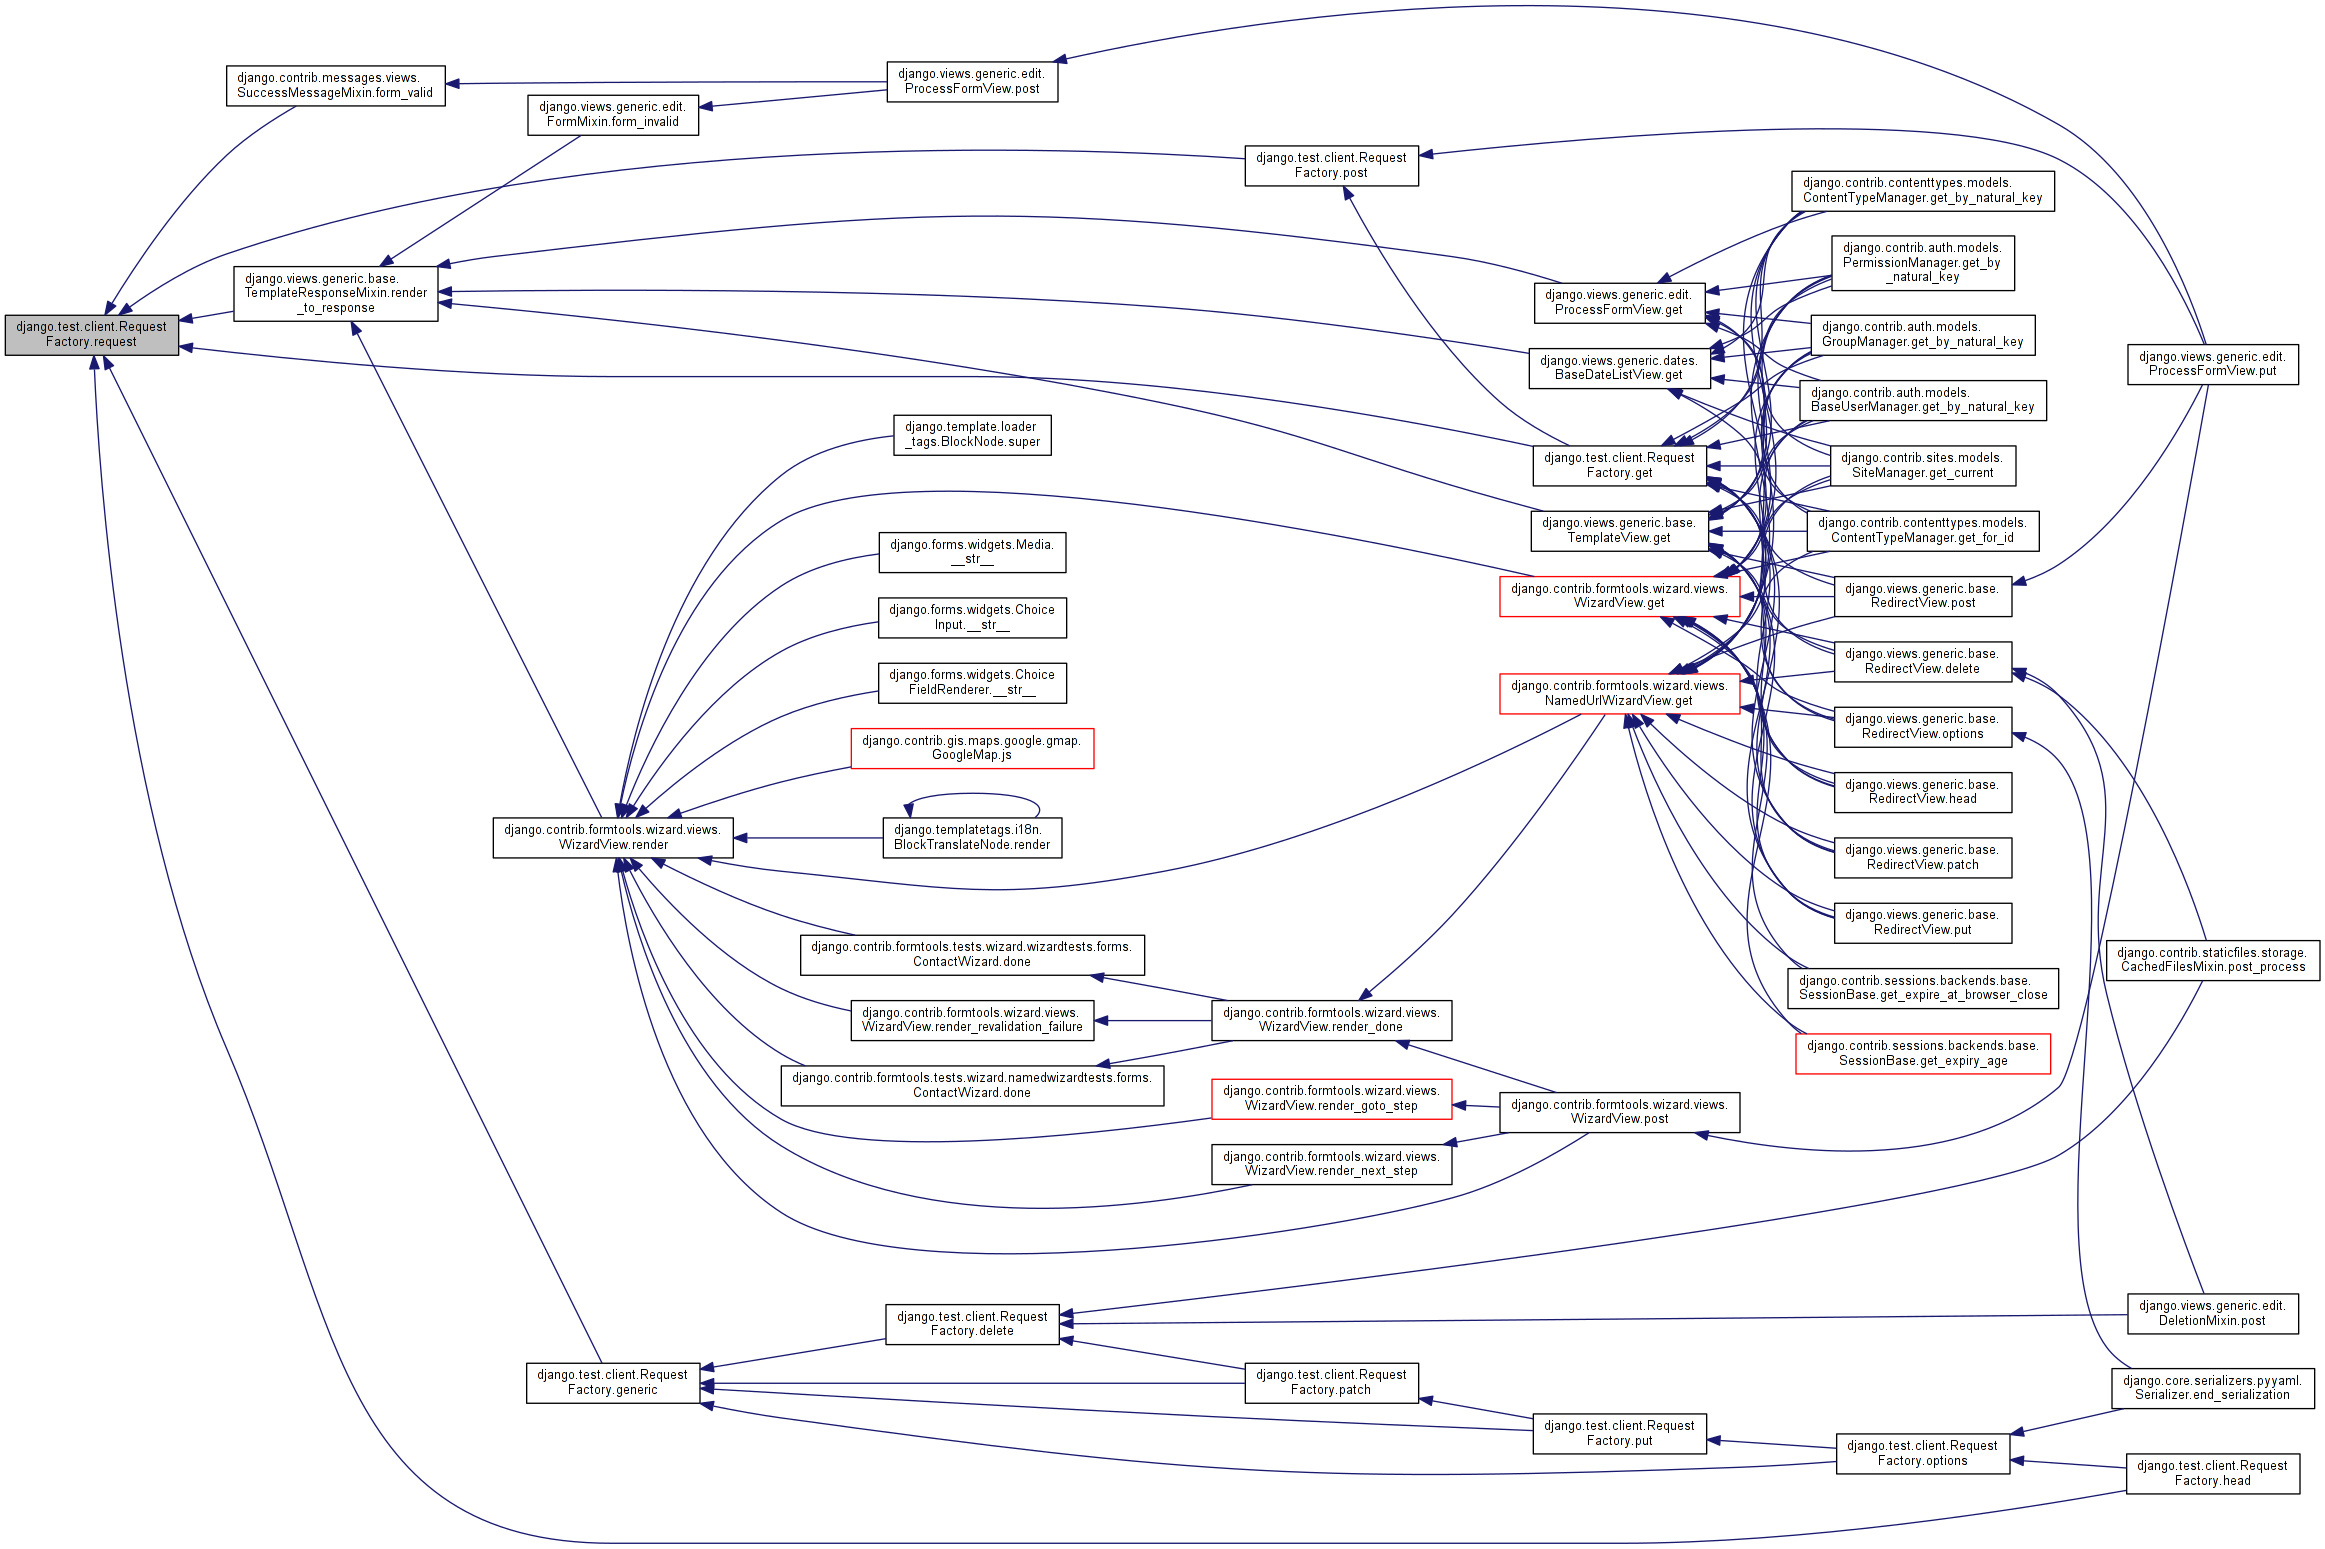 django.test.client.Request
Factory.request
django.contrib.messages.views.
SuccessMessageMixin.form_valid
django.views.generic.base.
TemplateResponseMixin.render
_to_response
django.views.generic.edit.
FormMixin.form_invalid
django.contrib.formtools.wizard.views.
WizardView.render
django.test.client.Request
Factory.generic
django.views.generic.edit.
ProcessFormView.post
django.template.loader
_tags.BlockNode.super
django.forms.widgets.Media.
__str__
django.forms.widgets.Choice
Input.__str__
django.forms.widgets.Choice
FieldRenderer.__str__
django.contrib.gis.maps.google.gmap.
GoogleMap.js
django.templatetags.i18n.
BlockTranslateNode.render
django.contrib.formtools.tests.wizard.wizardtests.forms.
ContactWizard.done
django.contrib.formtools.wizard.views.
WizardView.render_revalidation_failure
django.contrib.formtools.tests.wizard.namedwizardtests.forms.
ContactWizard.done
django.test.client.Request
Factory.delete
django.test.client.Request
Factory.post
django.contrib.formtools.wizard.views.
WizardView.render_done
django.contrib.formtools.wizard.views.
WizardView.render_goto_step
django.contrib.formtools.wizard.views.
WizardView.render_next_step
django.test.client.Request
Factory.patch
django.views.generic.edit.
ProcessFormView.get
django.views.generic.dates.
BaseDateListView.get
django.test.client.Request
Factory.get
django.views.generic.base.
TemplateView.get
django.contrib.formtools.wizard.views.
WizardView.get
django.contrib.formtools.wizard.views.
NamedUrlWizardView.get
django.contrib.formtools.wizard.views.
WizardView.post
django.test.client.Request
Factory.put
django.contrib.contenttypes.models.
ContentTypeManager.get_by_natural_key
django.contrib.auth.models.
PermissionManager.get_by
_natural_key
django.contrib.auth.models.
GroupManager.get_by_natural_key
django.contrib.auth.models.
BaseUserManager.get_by_natural_key
django.contrib.sites.models.
SiteManager.get_current
django.contrib.contenttypes.models.
ContentTypeManager.get_for_id
django.views.generic.base.
RedirectView.post
django.views.generic.base.
RedirectView.delete
django.views.generic.base.
RedirectView.options
django.views.generic.base.
RedirectView.head
django.views.generic.base.
RedirectView.patch
django.views.generic.base.
RedirectView.put
django.contrib.sessions.backends.base.
SessionBase.get_expire_at_browser_close
django.contrib.sessions.backends.base.
SessionBase.get_expiry_age
django.test.client.Request
Factory.options
django.views.generic.edit.
ProcessFormView.put
django.contrib.staticfiles.storage.
CachedFilesMixin.post_process
django.views.generic.edit.
DeletionMixin.post
django.core.serializers.pyyaml.
Serializer.end_serialization
django.test.client.Request
Factory.head